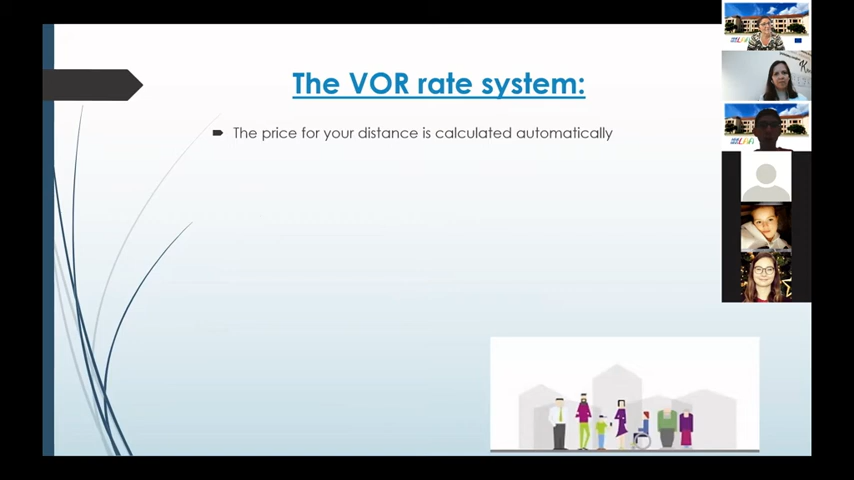 The VOR rate system:
The price for your distance is calculated automatically